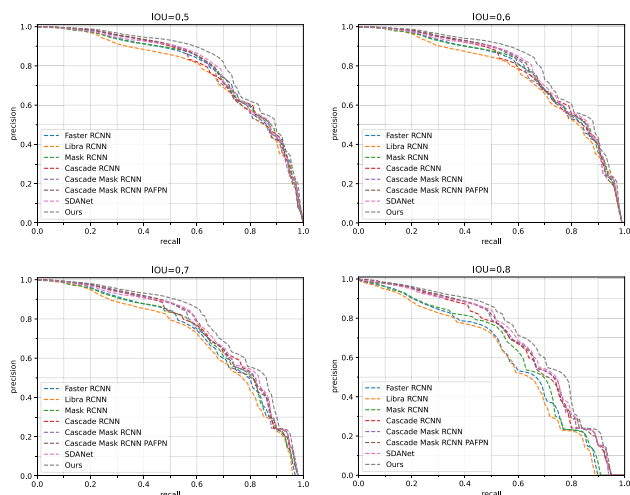 IOU=0,5
1.0
0.8
0.6
0.4
0.2
0.0
precision
Faster RCNN
Libra RCNN
Mask RCNN
Cascade RCNN
Cascade Mask RCNN
Cascade Mask RCNN PAFPN
SDANet
Ours
0.0 0.2 0.4 0.6 0.8 1.0
recall
IOU=0,6
1.0
0.8
0.6
0.4
0.2
0.0
precision
Faster RCNN
Libra RCNN
Mask RCNN
Cascade RCNN
Cascade Mask RCNN
Cascade Mask RCNN PAFPN
SDANet
Ours
0.0 0.2 0.4 0.6 0.8 1.0
recall
IOU=0,7
1.0
0.8
0.6
0.4
0.2
0.0
precision
Faster RCNN
Libra RCNN
Mask RCNN
Cascade RCNN
Cascade Mask RCNN
Cascade Mask RCNN PAFPN
SDANet
Ours
0.0 0.2 0.4 0.6 0.8 1.0
recall
IOU=0,8
1.0
0.8
0.6
0.4
0.2
0.0
precision
Faster RCNN
Libra RCNN
Mask RCNN
Cascade RCNN
Cascade Mask RCNN
Cascade Mask RCNN PAFPN
SDANet
Ours
0.0 0.2 0.4 0.6 0.8 1.0
recall